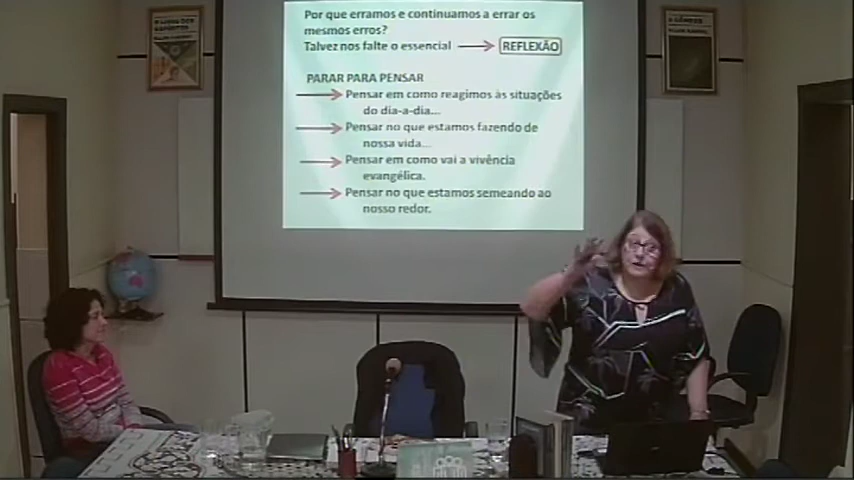 Por que erramos e continuamos a errar os
mesmos erros?
Talvez nos falte o essencial REFLEXÃO
PARAR PARA PENSAR
Pensar em como reagimos às situações
do dia-a-dia...
Pensar no que estamos fazendo de
nossa vida...
Pensar em como vai a vivência
evangélica.
Pensar no que estamos semeando ao
nosso redor.